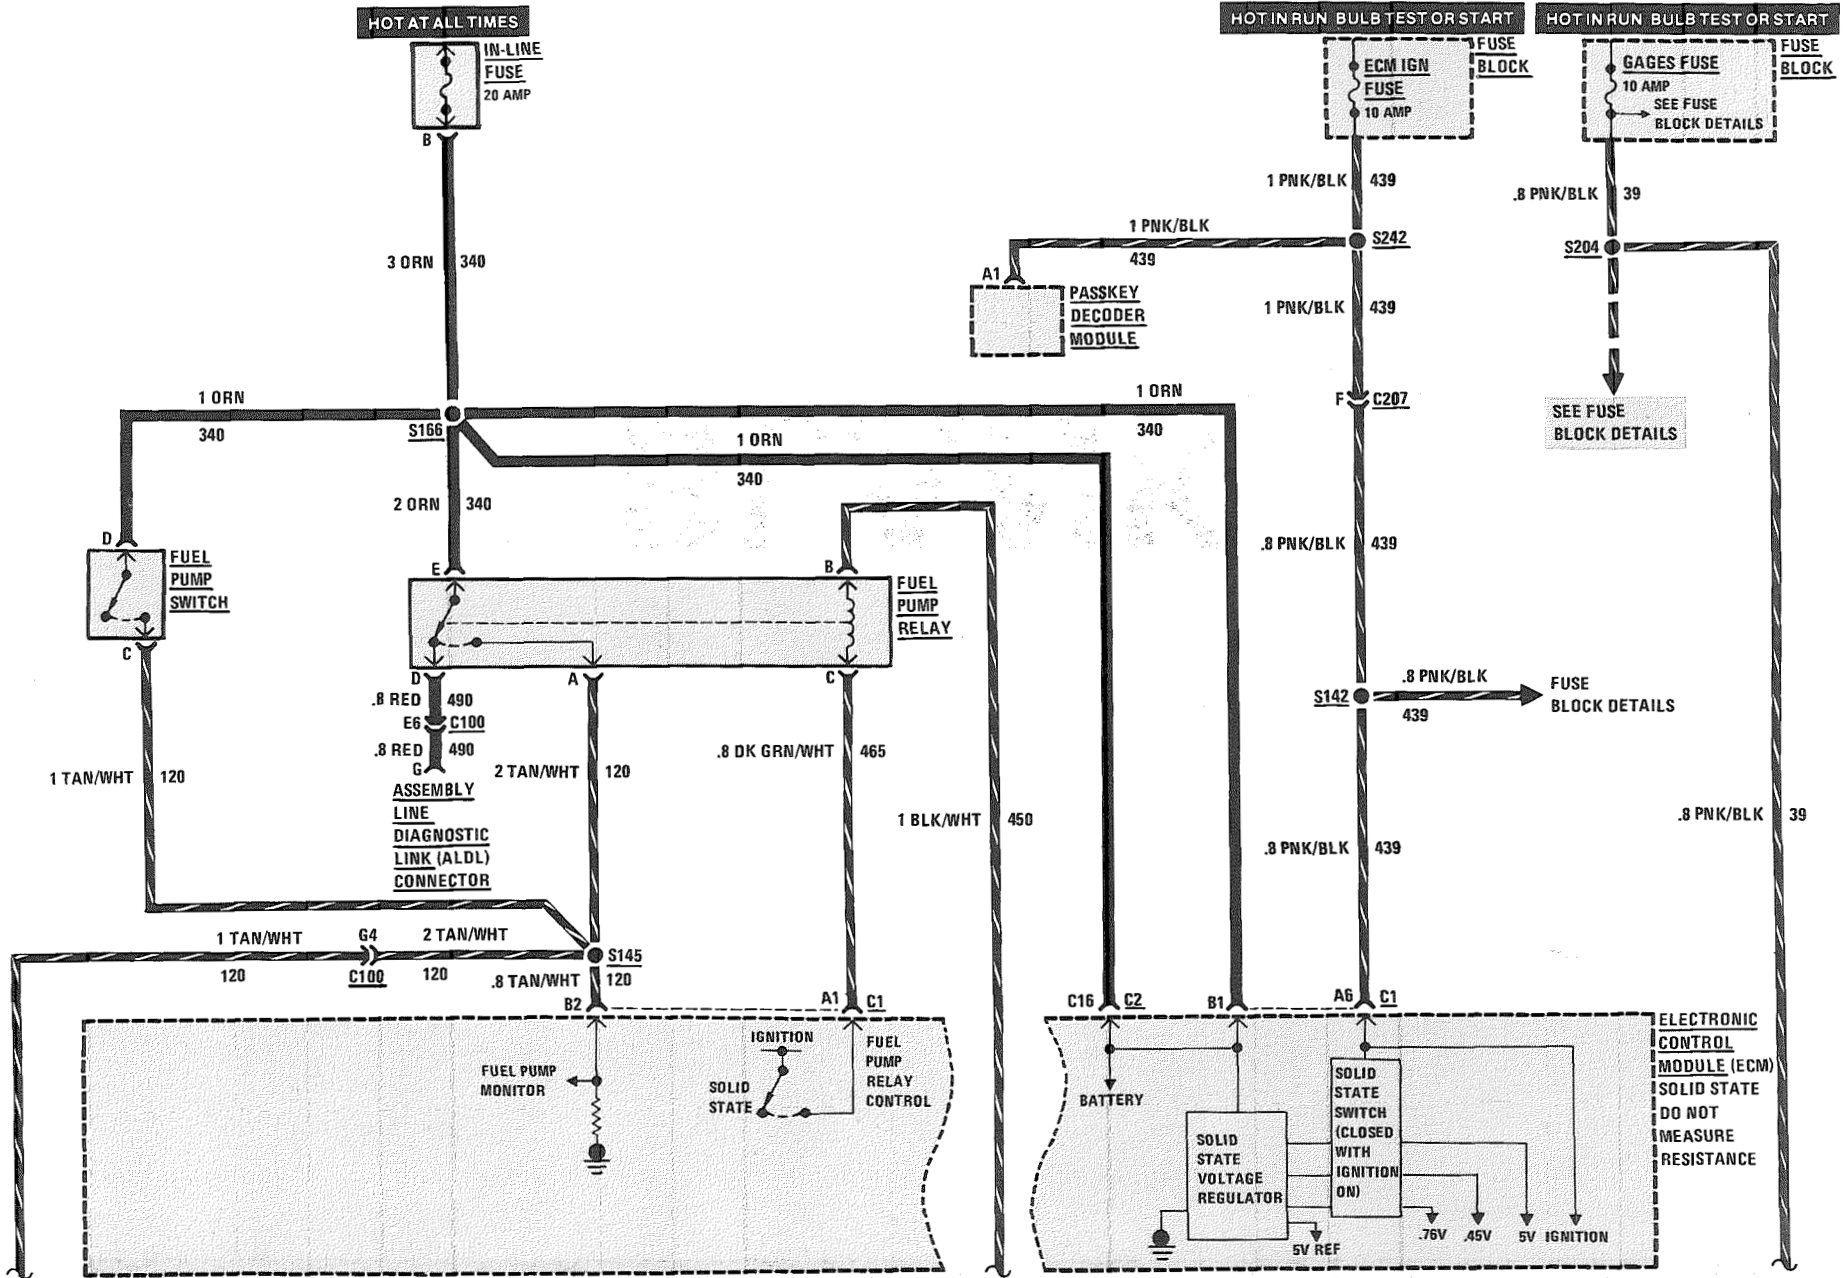 HOT AT ALL TIMES
IN-LINE
FUSE
20 AMP
B
3 ORN
340
HOT IN RUN BULB TEST OR START
FUSE
BLOCK
ECM IGN
FUSE
10 AMP
HOT IN RUN BULB TEST OR START
FUSE
BLOCK
GAGES FUSE
10 AMP
SEE FUSE
BLOCK DETAILS
1 PNK/BLK
439
.8 PNK/BLK
39
1 PNK/BLK
439
S242
S204
A1
PASSKEY
DECODER
MODULE
1 PNK/BLK
439
F
C207
SEE FUSE
BLOCK DETAILS
1 ORN
340
S166
1 ORN
340
1 ORN
340
2 ORN
340
.8 PNK/BLK
439
D
FUEL
PUMP
SWITCH
C
E
B
FUEL
PUMP
RELAY
D
A
C
.8 RED
490
E6
C100
.8 RED
490
G
ASSEMBLY
LINE
DIAGNOSTIC
LINK (ALDL)
CONNECTOR
1 TAN/WHT
120
2 TAN/WHT
120
.8 DK GRN/WHT
465
1 BLK/WHT
450
S142
.8 PNK/BLK
439
FUSE
BLOCK DETAILS
.8 PNK/BLK
439
.8 PNK/BLK
39
1 TAN/WHT
120
G4
C100
2 TAN/WHT
120
S145
.8 TAN/WHT
120
B2
A1
C1
C16
C2
B1
A6
C1
FUEL PUMP
MONITOR
IGNITION
SOLID
STATE
FUEL
PUMP
RELAY
CONTROL
BATTERY
SOLID
STATE
VOLTAGE
REGULATOR
SOLID
STATE
SWITCH
(CLOSED
WITH
IGNITION
ON)
5V REF
.76V
.45V
5V
IGNITION
ELECTRONIC
CONTROL
MODULE (ECM)
SOLID STATE
DO NOT
MEASURE
RESISTANCE